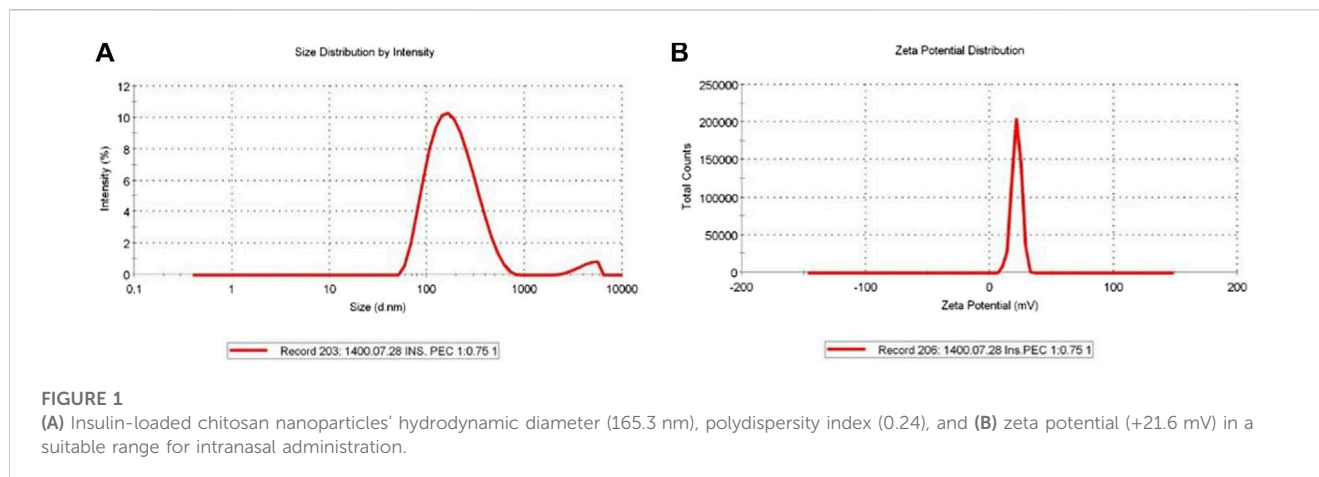 A
Size Distribution by Intensity
12
10
8
6
4
2
0
Intensity (%)
0.1 1 10 100 1000 10000
Size (d.nm)
Record 203: 1400.07.28 INS. PEC 1:0.75 1
B
Zeta Potential Distribution
250000
200000
150000
100000
50000
0
Total Counts
-200 -100 0 100 200
Zeta Potential (mV)
Record 206: 1400.07.28 Ins.PEC 1:0.75 1
FIGURE 1
(A) Insulin-loaded chitosan nanoparticles’ hydrodynamic diameter (165.3 nm), polydispersity index (0.24), and (B) zeta potential (+21.6 mV) in a
suitable range for intranasal administration.